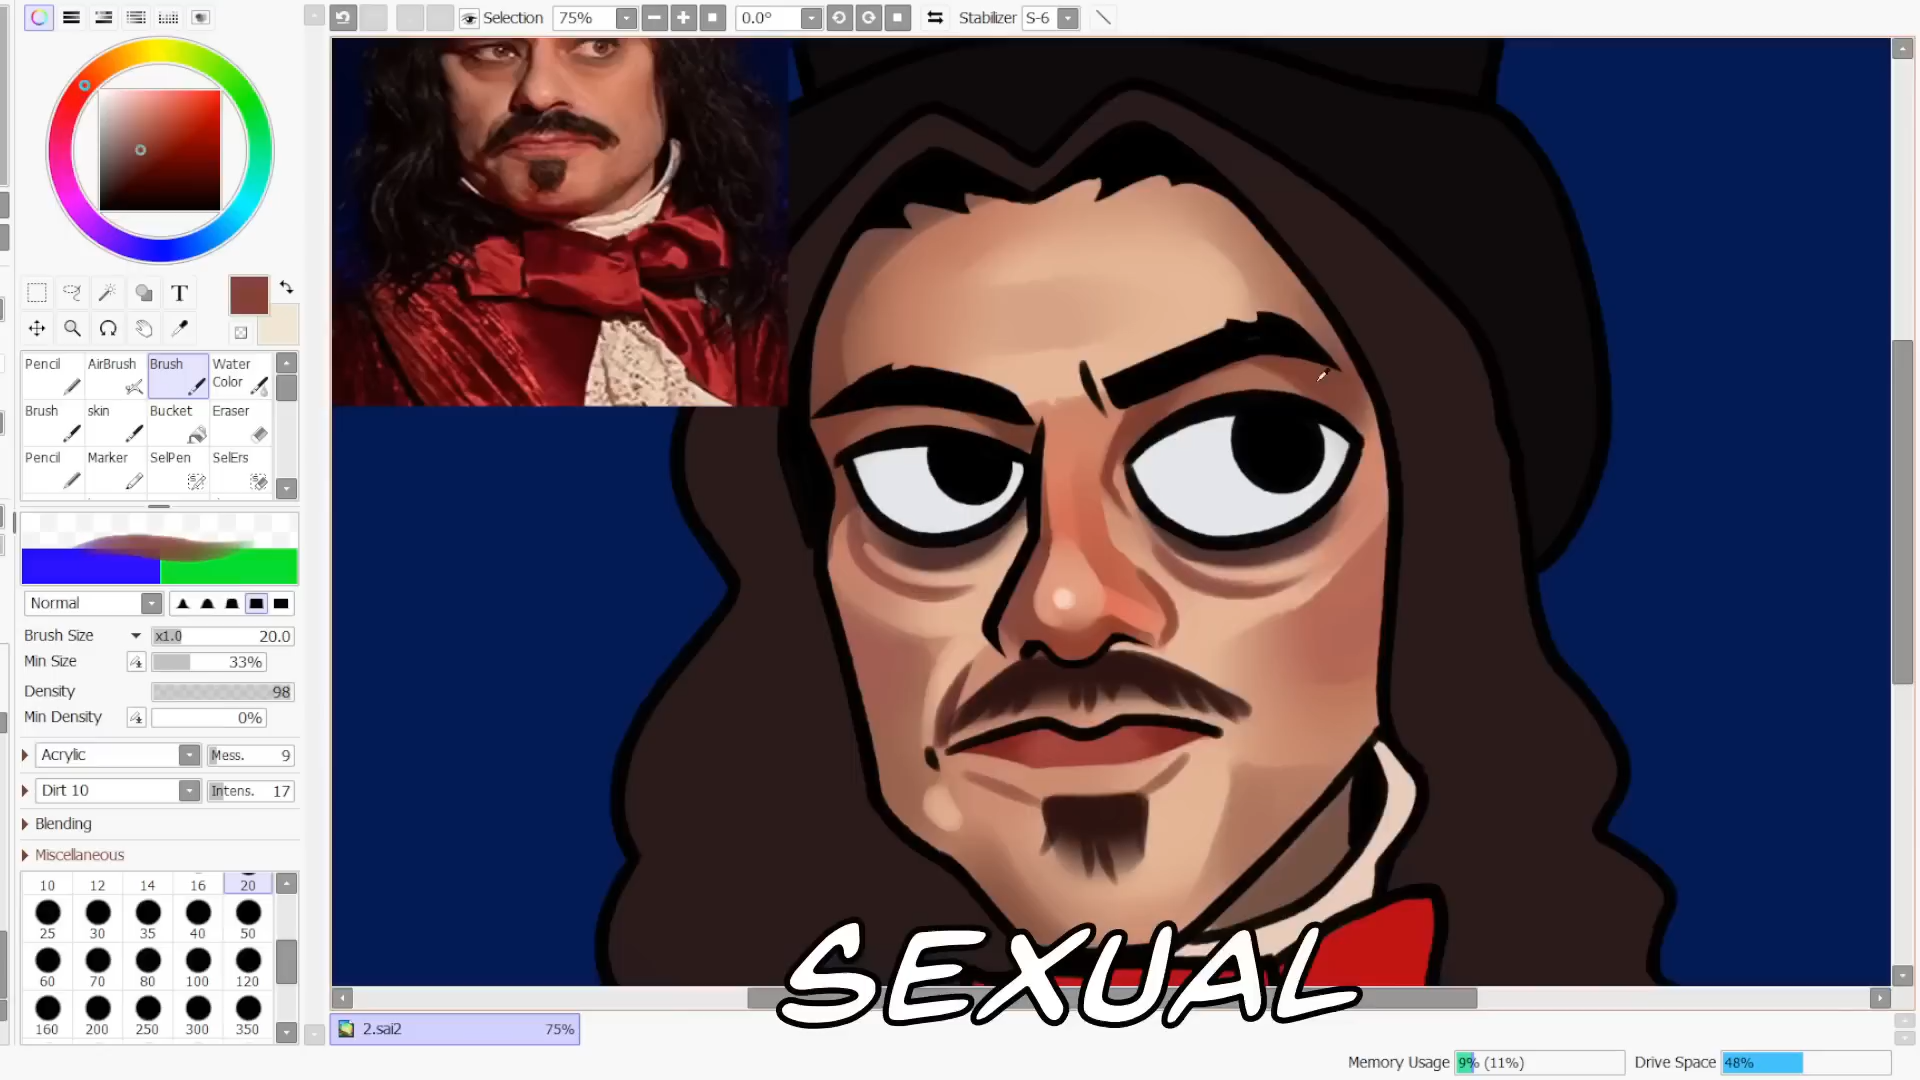 Selection 75% 0.0° Stabilizer S-6
T
Pencil AirBrush Brush Water Color
Brush skin Bucket Eraser
Pencil Marker SelPen SelErs
Normal
Brush Size x1.0 20.0
Min Size 33%
Density 98
Min Density 0%
Acrylic Mess. 9
Dirt 10 Intens. 17
Blending
Miscellaneous
10 12 14 16 20
25 30 35 40 50
60 70 80 100 120
160 200 250 300 350
SEXUAL
2.sai2 75%
Memory Usage 9% (11%) Drive Space 48%